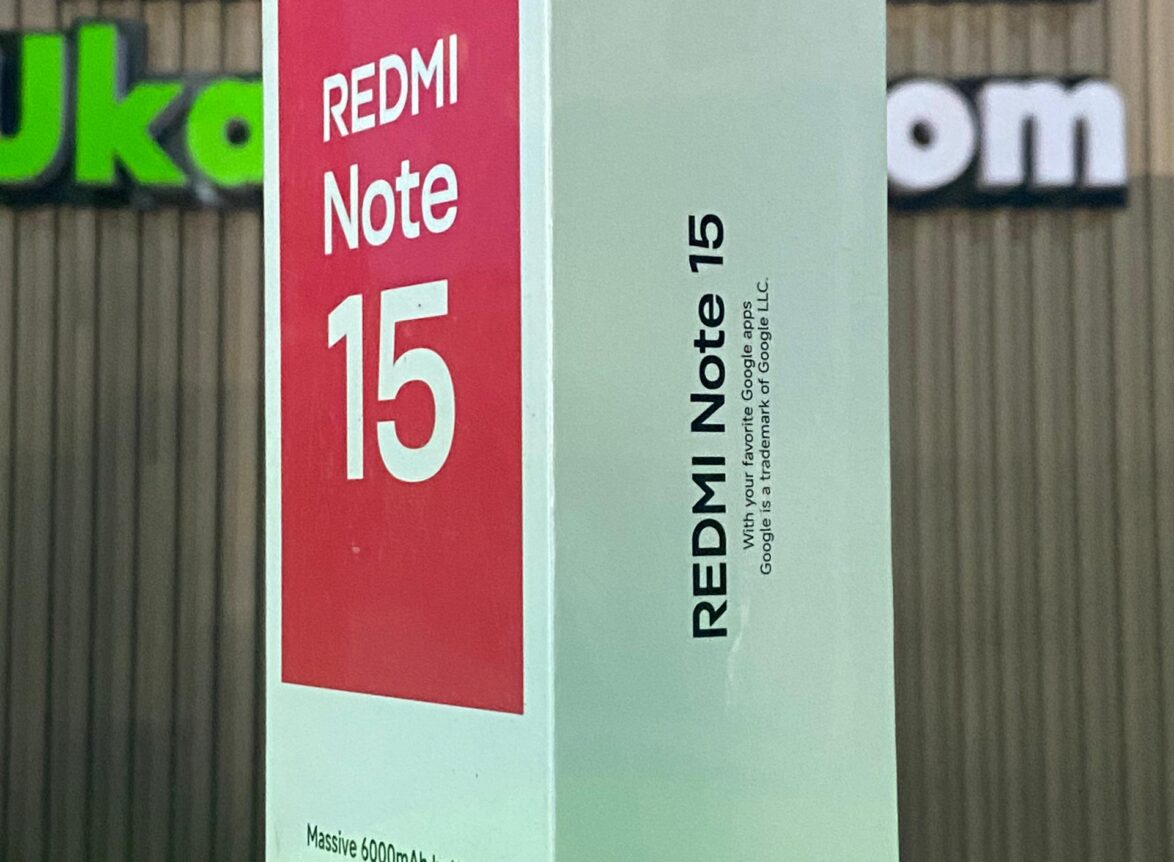 REDMI
Note
15
Massive 6000mAh
REDMI Note 15
With your favorite Google apps
Google is a trademark of Google LLC.
om